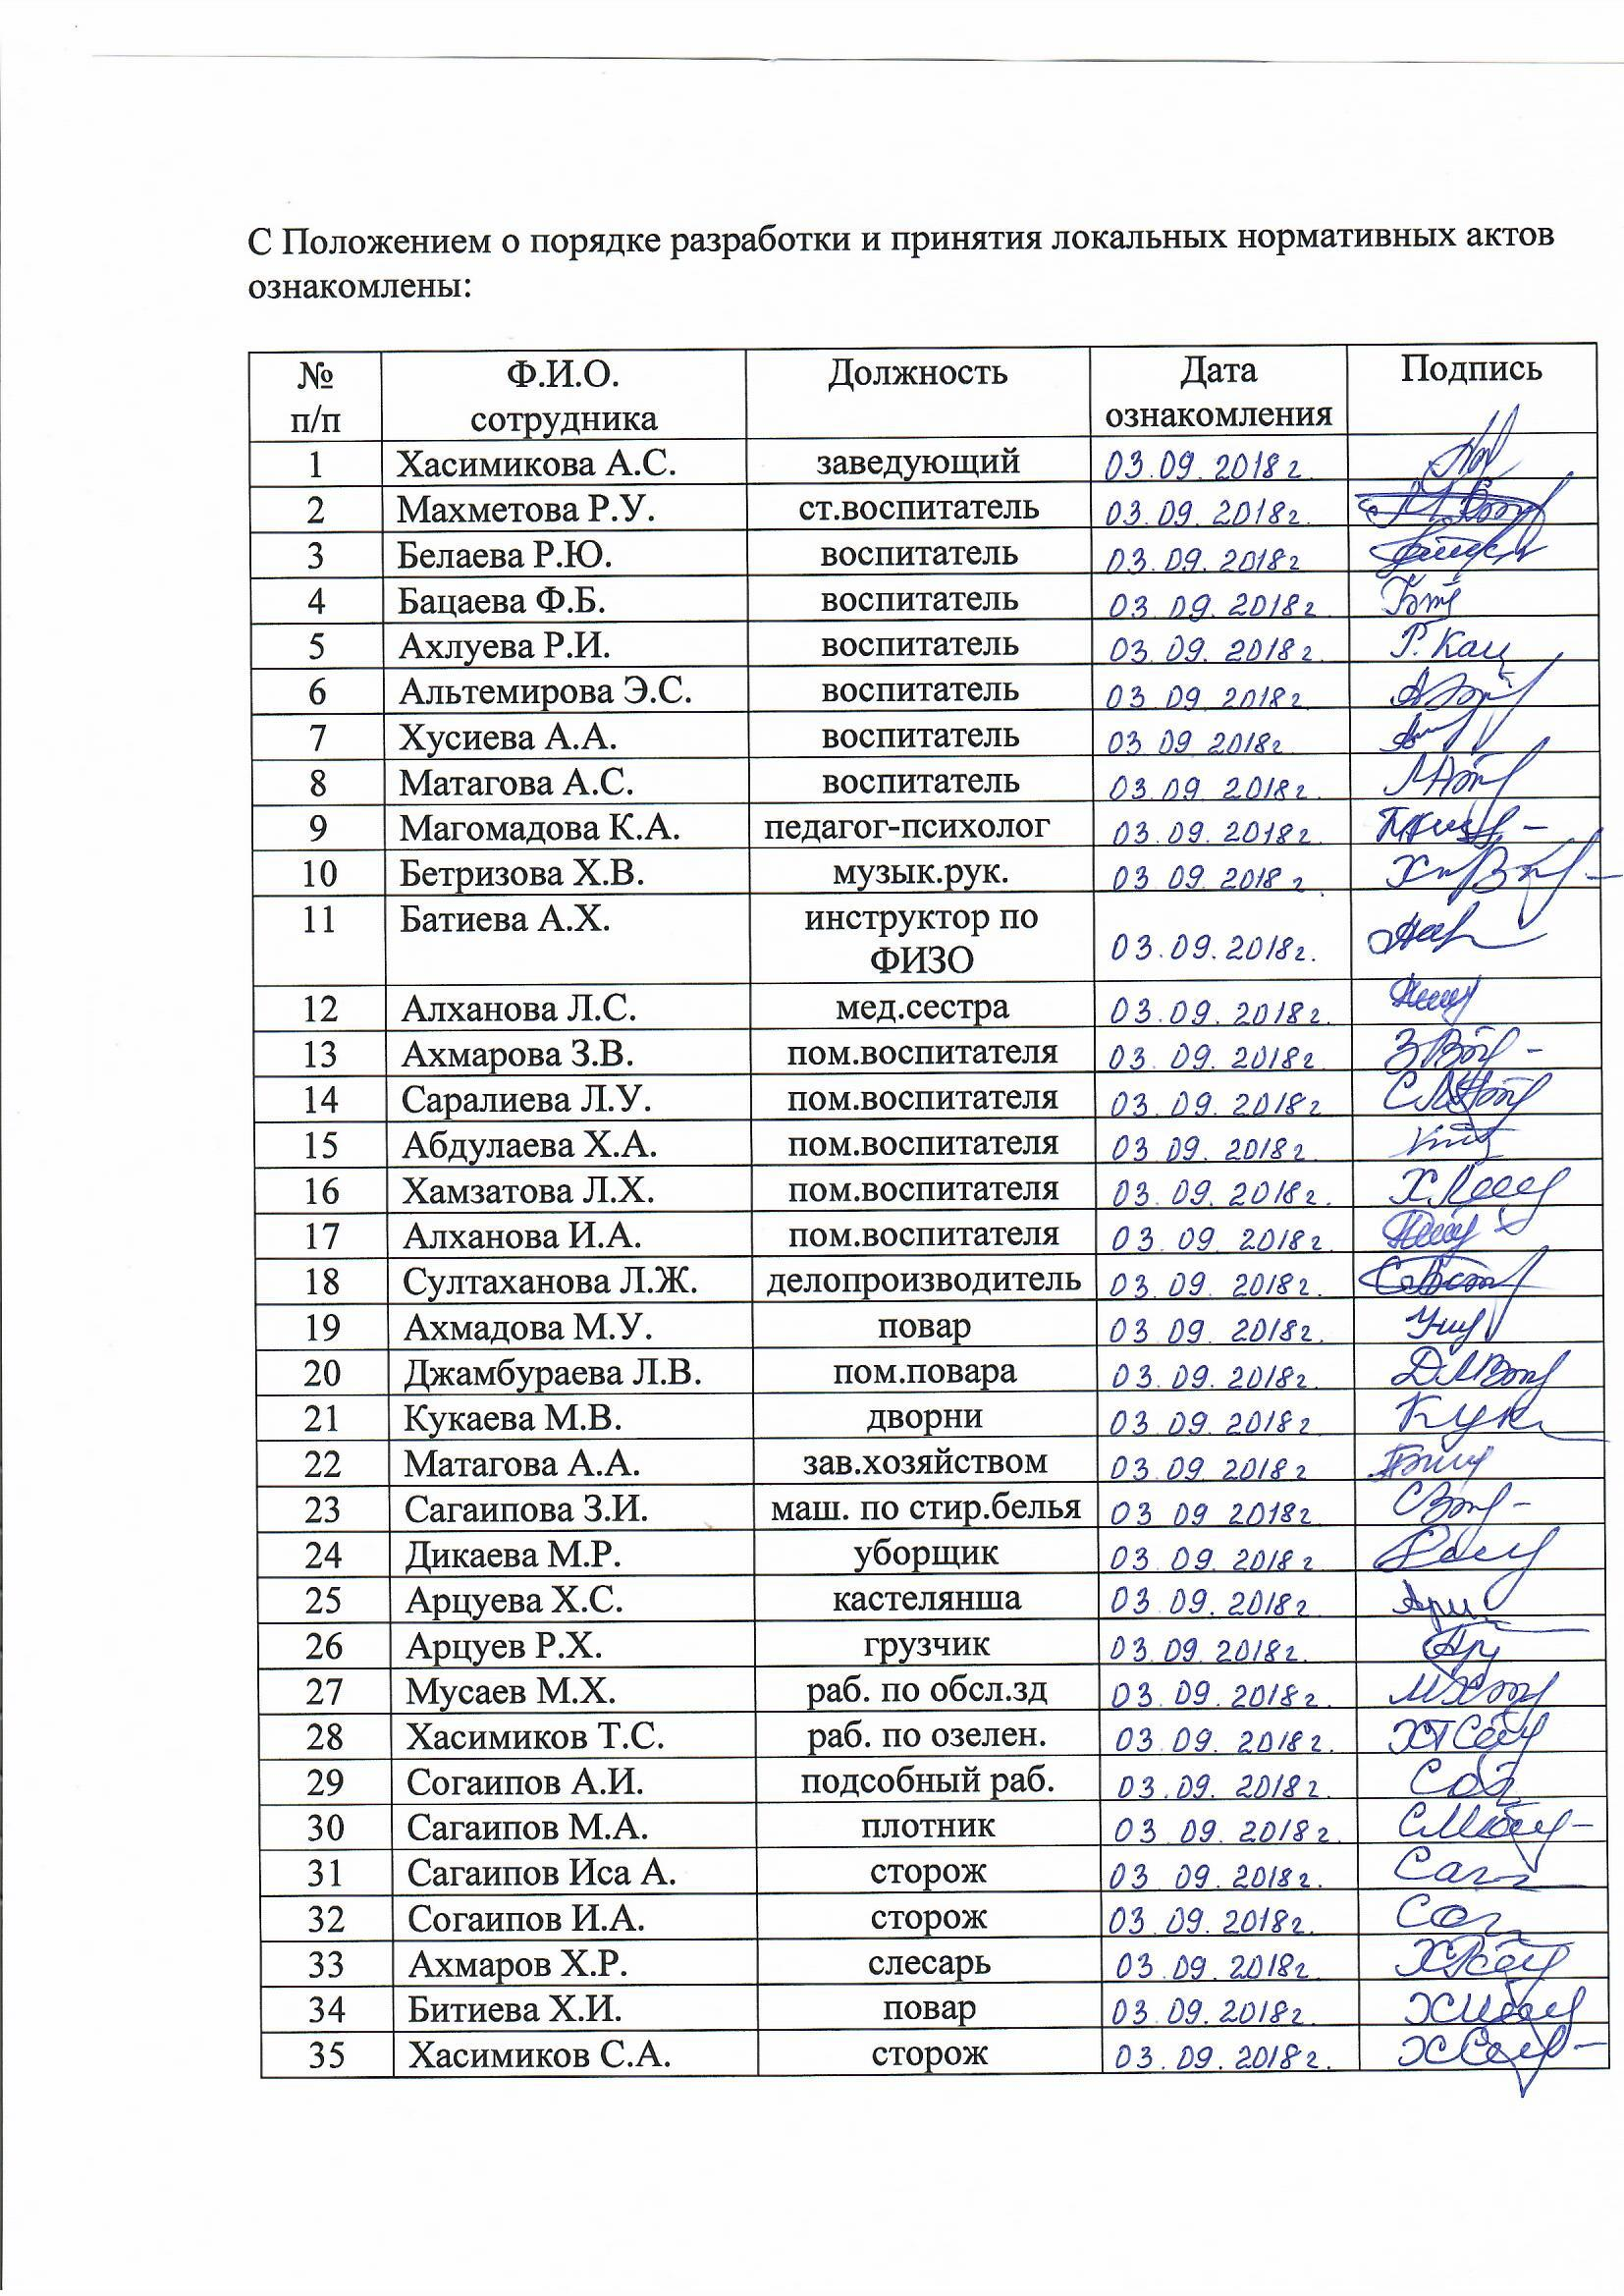 С Положением о порядке разработки и принятия локальных нормативных актов
ознакомлены:
№ п/п Ф.И.О. сотрудника Должность Дата ознакомления Подпись
1 Хасимикова А.С. заведующий 03.09.2018г.
2 Махметова Р.У. ст.воспитатель 03.09.2018г.
3 Белаева Р.Ю. воспитатель 03.09.2018г
4 Бацаева Ф.Б. воспитатель 03.09.2018г.
5 Ахлуева Р.И. воспитатель 03.09.2018г. Р.Кац
6 Альтемирова Э.С. воспитатель 03 09.2018г.
7 Хусиева А.А. воспитатель 03 09 2018г
8 Матагова А.С. воспитатель 03.09.2018г.
9 Магомадова К.А. педагог-психолог 03.09.2018г.
10 Бетризова Х.В. музык.рук. 03 09.2018 г.
11 Батиева А.Х. инструктор по ФИЗО 03.09.2018г.
12 Алханова Л.С. мед.сестра 03.09.2018г.
13 Ахмарова З.В. пом.воспитателя 03.09.2018г
14 Саралиева Л.У. пом.воспитателя 03.09.2018г
15 Абдулаева Х.А. пом.воспитателя 03 09.2018г.
16 Хамзатова Л.Х. пом.воспитателя 03.09.2018г.
17 Алханова И.А. пом.воспитателя 03.09.2018г.
18 Султаханова Л.Ж. делопроизводитель 03.09.2018г.
19 Ахмадова М.У. повар 03 09.2018г.
20 Джамбураева Л.В. пом.повара 03.09.2018г.
21 Кукаева М.В. дворни 03.09.2018г. Кук
22 Матагова А.А. зав.хозяйством 03.09 2018г
23 Сагаипова З.И. маш. по стир.белья 03 09 2018г.
24 Дикаева М.Р. уборщик 03.09.2018г
25 Арцуева Х.С. кастелянша 03.09.2018г.
26 Арцуев Р.Х. грузчик 03.09.2018г.
27 Мусаев М.Х. раб. по обсл.зд 03.09.2018г.
28 Хасимиков Т.С. раб. по озелен. 03.09.2018г.
29 Согаипов А.И. подсобный раб. 03.09.2018г.
30 Сагаипов М.А. плотник 03 09.2018г.
31 Сагаипов Иса А. сторож 03 09.2018г.
32 Согаипов И.А. сторож 03.09.2018г.
33 Ахмаров Х.Р. слесарь 03.09.2018г.
34 Битиева Х.И. повар 03.09.2018г.
35 Хасимиков С.А. сторож 03.09.2018г.